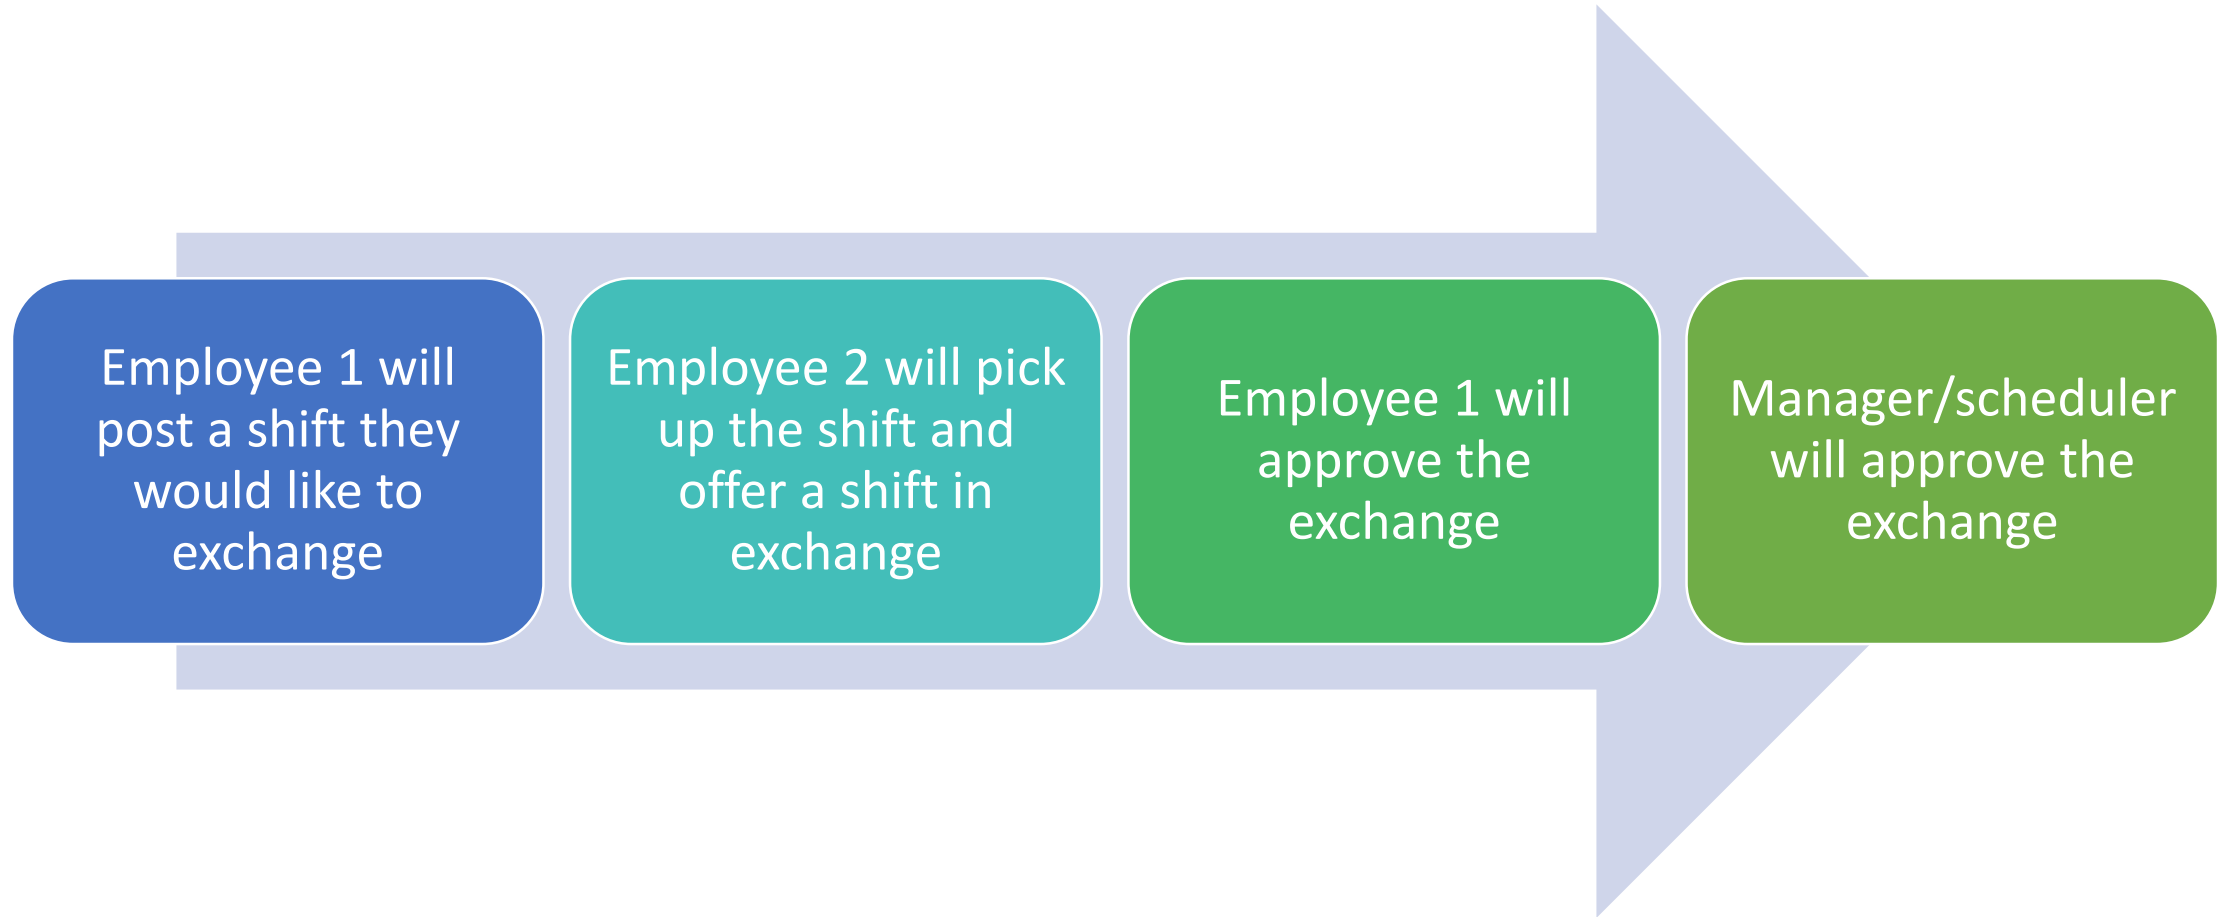 Employee 1 will
post a shift they
would like to
exchange
Employee 2 will pick
up the shift and
offer a shift in
exchange
Employee 1 will
approve the
exchange
Manager/scheduler
will approve the
exchange